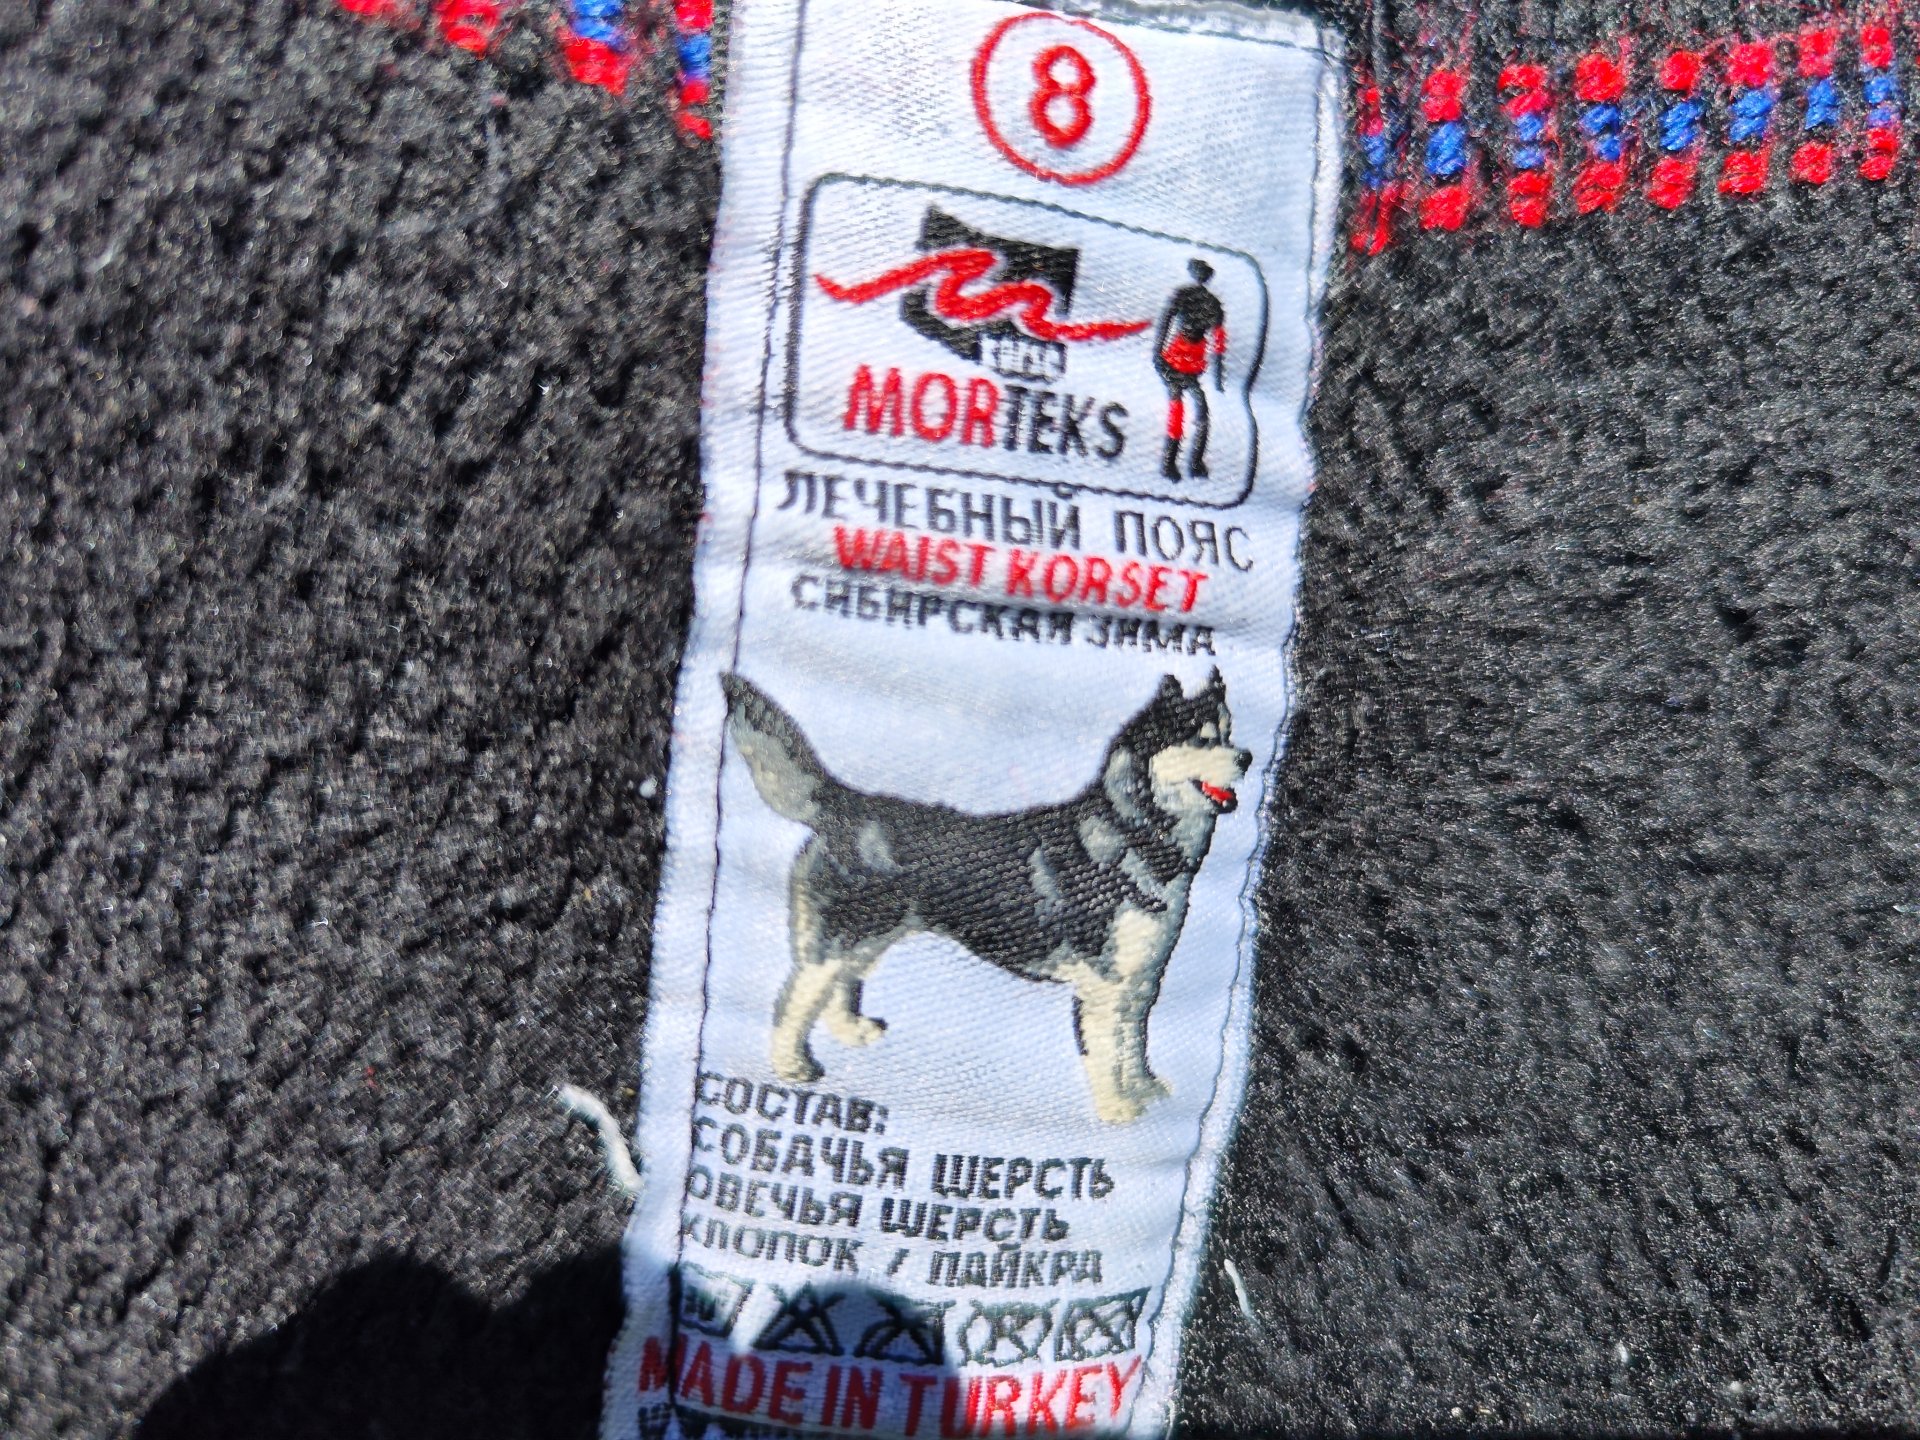 8
MORTEKS
ЛЕЧЕБНЫЙ ПОЯС
WAIST KORSET
СИБИРСКАЯ ЗИМА
СОСТАВ:
СОБАЧЬЯ ШЕРСТЬ
ОВЕЧЬЯ ШЕРСТЬ
ХЛОПОК / ЛАЙКРА
MADE IN TURKEY